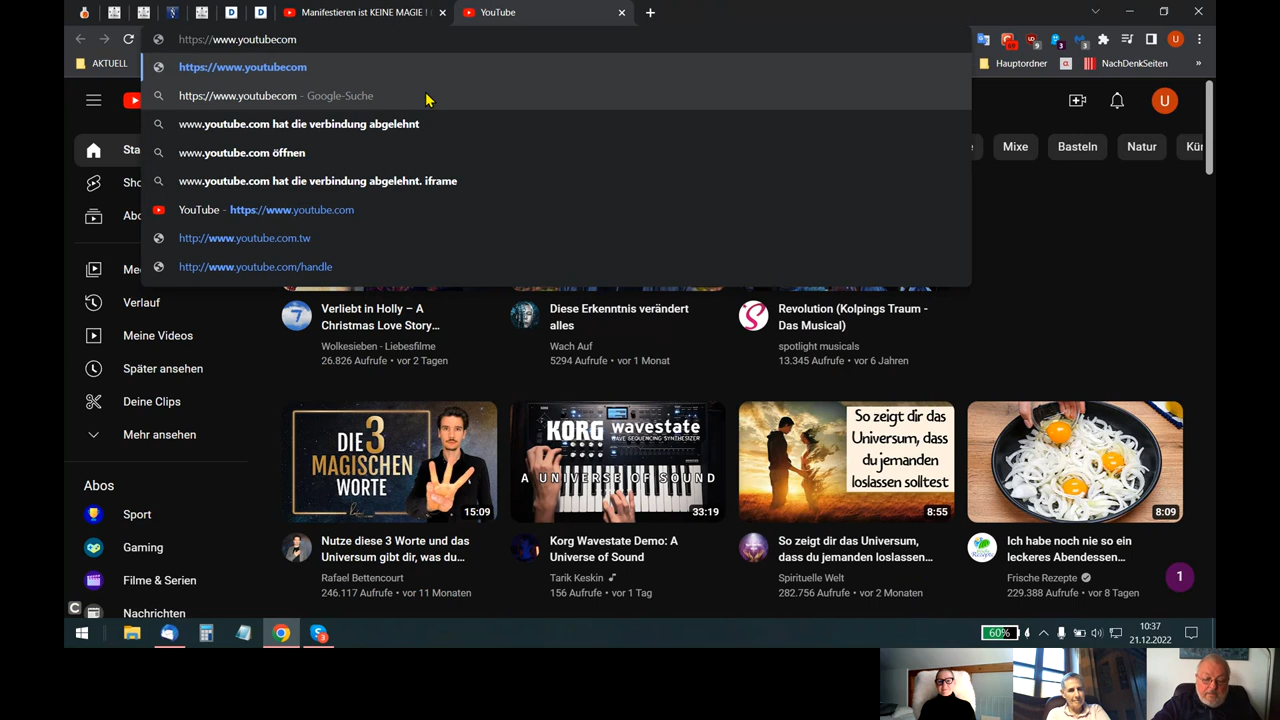 D
D
Manifestieren ist KEINE MAGIE ! (
YouTube
https://www.youtubecom
AKTUELL
Hauptordner
a
NachDenkSeiten
»
https://www.youtubecom
https://www.youtubecom - Google-Suche
www.youtube.com hat die verbindung abgelehnt
www.youtube.com öffnen
www.youtube.com hat die verbindung abgelehnt. iframe
YouTube - https://www.youtube.com
http://www.youtube.com.tw
http://www.youtube.com/handle
U
U
Sta
Sho
Abo
Me
Mixe
Basteln
Natur
Kür
Verlauf
Meine Videos
Später ansehen
Deine Clips
Mehr ansehen
Abos
Sport
Gaming
Filme & Serien
Nachrichten
Verliebt in Holly – A
Christmas Love Story…
Wolkesieben - Liebesfilme
26.826 Aufrufe • vor 2 Tagen
Diese Erkenntnis verändert
alles
Wach Auf
5294 Aufrufe • vor 1 Monat
Revolution (Kolpings Traum -
Das Musical)
spotlight musicals
13.345 Aufrufe • vor 6 Jahren
DIE 3
MAGISCHEN
WORTE
15:09
KORG wavestate
WAVE SEQUENCING SYNTHESIZER
A UNIVERSE OF SOUND
33:19
So zeigt dir das
Universum, dass
du jemanden
loslassen solltest
8:55
8:09
Nutze diese 3 Worte und das
Universum gibt dir, was du…
Rafael Bettencourt
246.117 Aufrufe • vor 11 Monaten
Korg Wavestate Demo: A
Universe of Sound
Tarik Keskin
156 Aufrufe • vor 1 Tag
So zeigt dir das Universum,
dass du jemanden loslassen…
Spirituelle Welt
282.756 Aufrufe • vor 2 Monaten
Ich habe noch nie so ein
leckeres Abendessen…
Frische Rezepte
229.388 Aufrufe • vor 8 Tagen
1
60%
10:37
21.12.2022